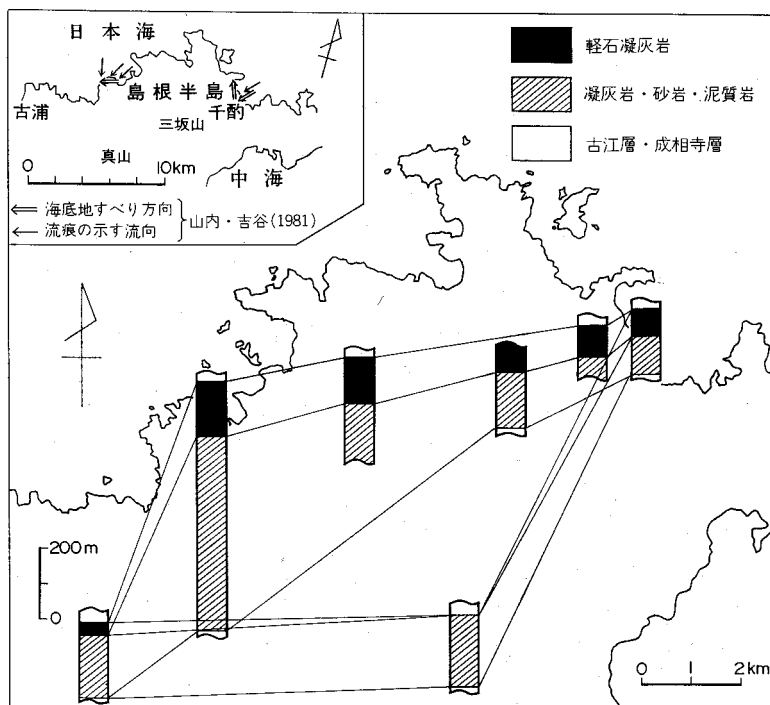 日本海
島根半島
古浦
千酌
三坂山
真山
0 10km
中海
海底地すべり方向
流痕の示す流向
山内・吉谷(1981)
軽石凝灰岩
凝灰岩・砂岩・泥質岩
古江層・成相寺層
200m
0
0 1 2km